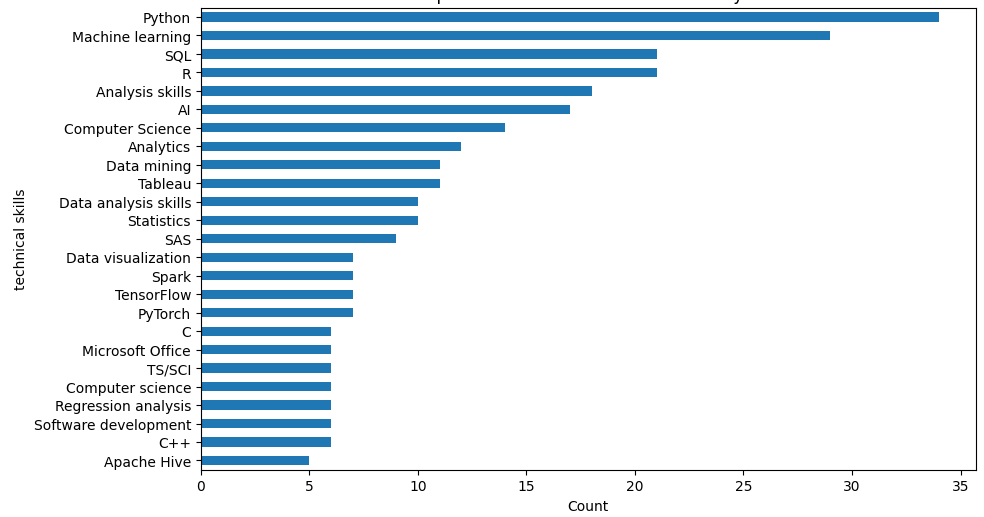 Python
Machine learning
SQL
R
Analysis skills
AI
Computer Science
Analytics
Data mining
Tableau
Data analysis skills
Statistics
SAS
Data visualization
Spark
TensorFlow
PyTorch
C
Microsoft Office
TS/SCI
Computer science
Regression analysis
Software development
C++
Apache Hive
technical skills
0 5 10 15 20 25 30 35
Count